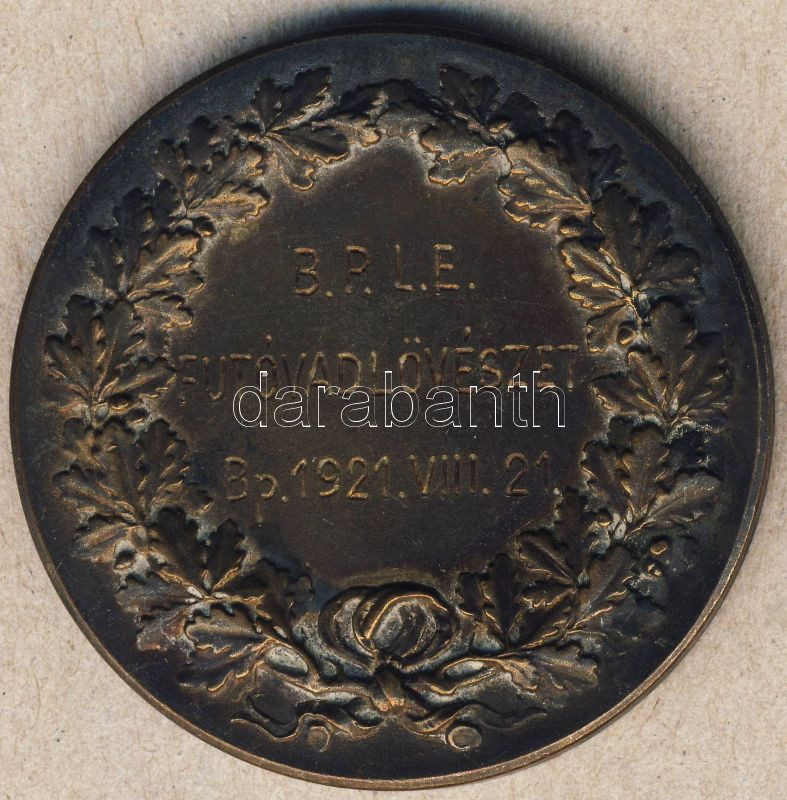 B.P.L.E.
FUTÓVADLÖVÉSZET
darabanth
Bp.1921.VIII.21.